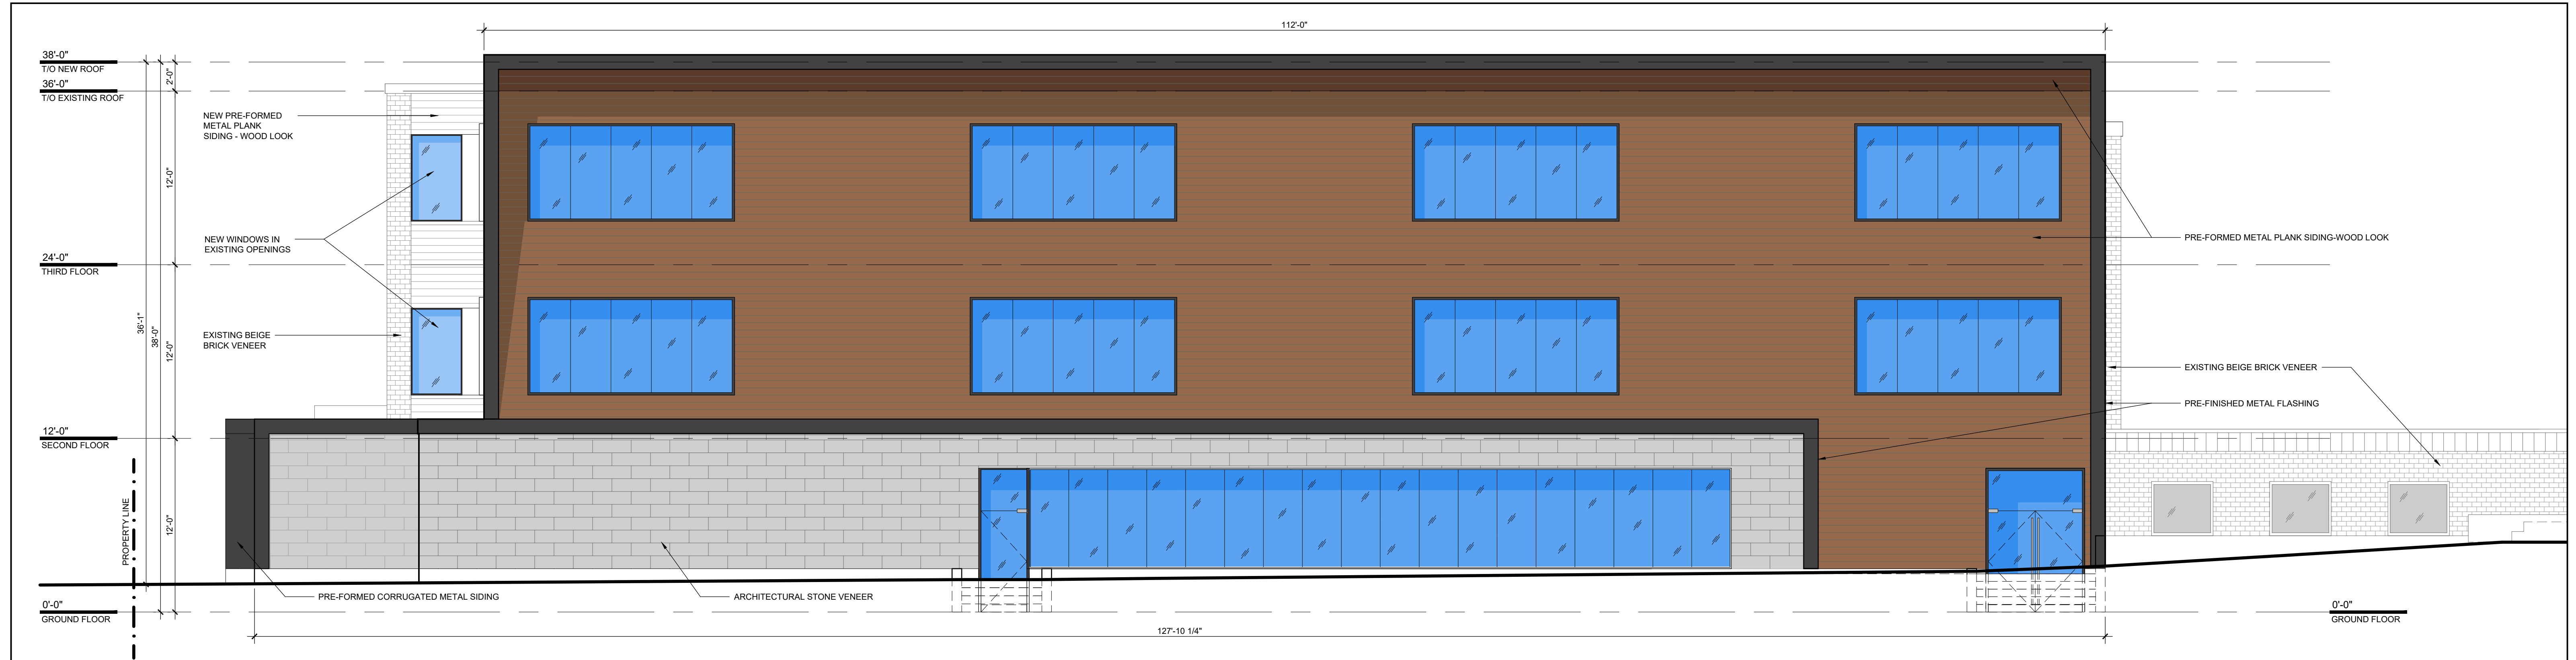 112'-0"
38'-0"
T/O NEW ROOF
2'-0"
36'-0"
T/O EXISTING ROOF
NEW PRE-FORMED
METAL PLANK
SIDING - WOOD LOOK
12'-0"
PRE-FORMED METAL PLANK SIDING-WOOD LOOK
NEW WINDOWS IN
EXISTING OPENINGS
24'-0"
THIRD FLOOR
36'-1"
38'-0"
12'-0"
EXISTING BEIGE
BRICK VENEER
EXISTING BEIGE BRICK VENEER
PRE-FINISHED METAL FLASHING
12'-0"
SECOND FLOOR
PROPERTY LINE
12'-0"
PRE-FORMED CORRUGATED METAL SIDING
ARCHITECTURAL STONE VENEER
0'-0"
GROUND FLOOR
0'-0"
GROUND FLOOR
127'-10 1/4"